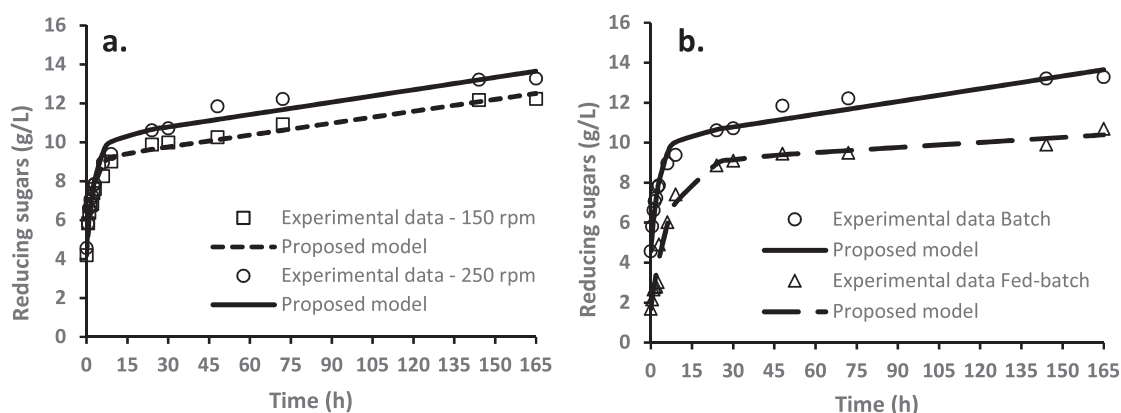 a.
Reducing sugars (g/L)
16
14
12
10
8
6
4
2
0
Experimental data - 150 rpm
Proposed model
Experimental data - 250 rpm
Proposed model
0 15 30 45 60 75 90 105 120 135 150 165
Time (h)
b.
Reducing sugars (g/L)
16
14
12
10
8
6
4
2
0
Experimental data Batch
Proposed model
Experimental data Fed-batch
Proposed model
0 15 30 45 60 75 90 105 120 135 150 165
Time (h)